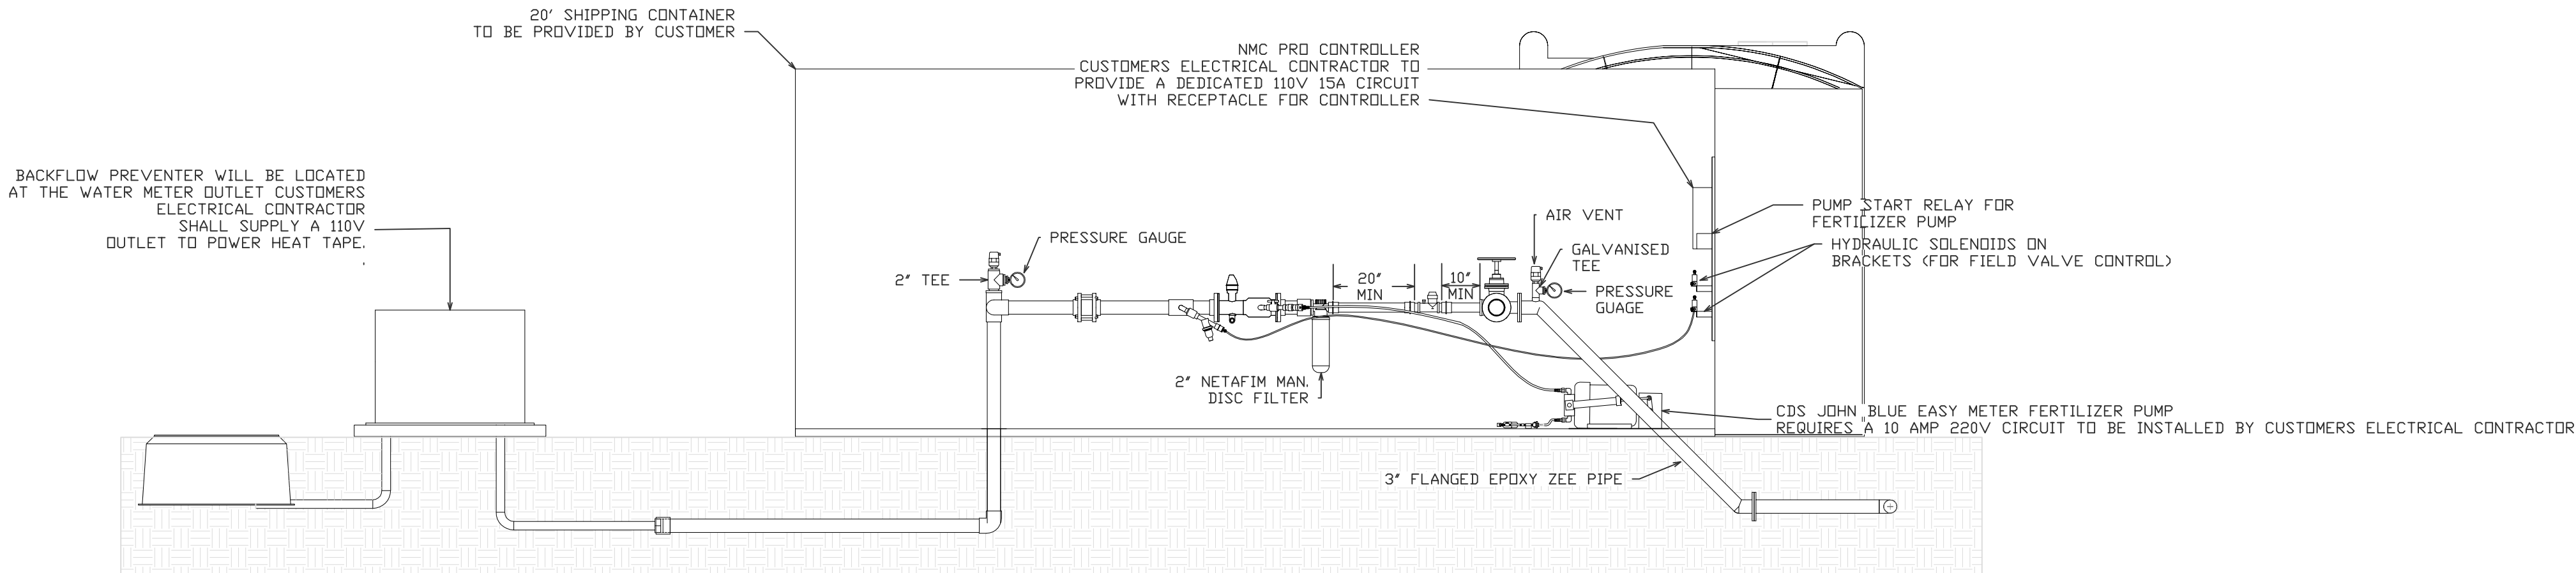 20' SHIPPING CONTAINER
TO BE PROVIDED BY CUSTOMER
NMC PRO CONTROLLER
CUSTOMERS ELECTRICAL CONTRACTOR TO
PROVIDE A DEDICATED 110V 15A CIRCUIT
WITH RECEPTACLE FOR CONTROLLER
BACKFLOW PREVENTER WILL BE LOCATED
AT THE WATER METER OUTLET CUSTOMERS
ELECTRICAL CONTRACTOR
SHALL SUPPLY A 110V
OUTLET TO POWER HEAT TAPE.
PRESSURE GAUGE
2" TEE
20"
MIN
10"
MIN
AIR VENT
GALVANISED
TEE
PRESSURE
GUAGE
PUMP START RELAY FOR
FERTILIZER PUMP
HYDRAULIC SOLENOIDS ON
BRACKETS (FOR FIELD VALVE CONTROL)
2" NETAFIM MAN.
DISC FILTER
CDS JOHN BLUE EASY METER FERTILIZER PUMP
REQUIRES A 10 AMP 220V CIRCUIT TO BE INSTALLED BY CUSTOMERS ELECTRICAL CONTRACTOR
3" FLANGED EPOXY ZEE PIPE